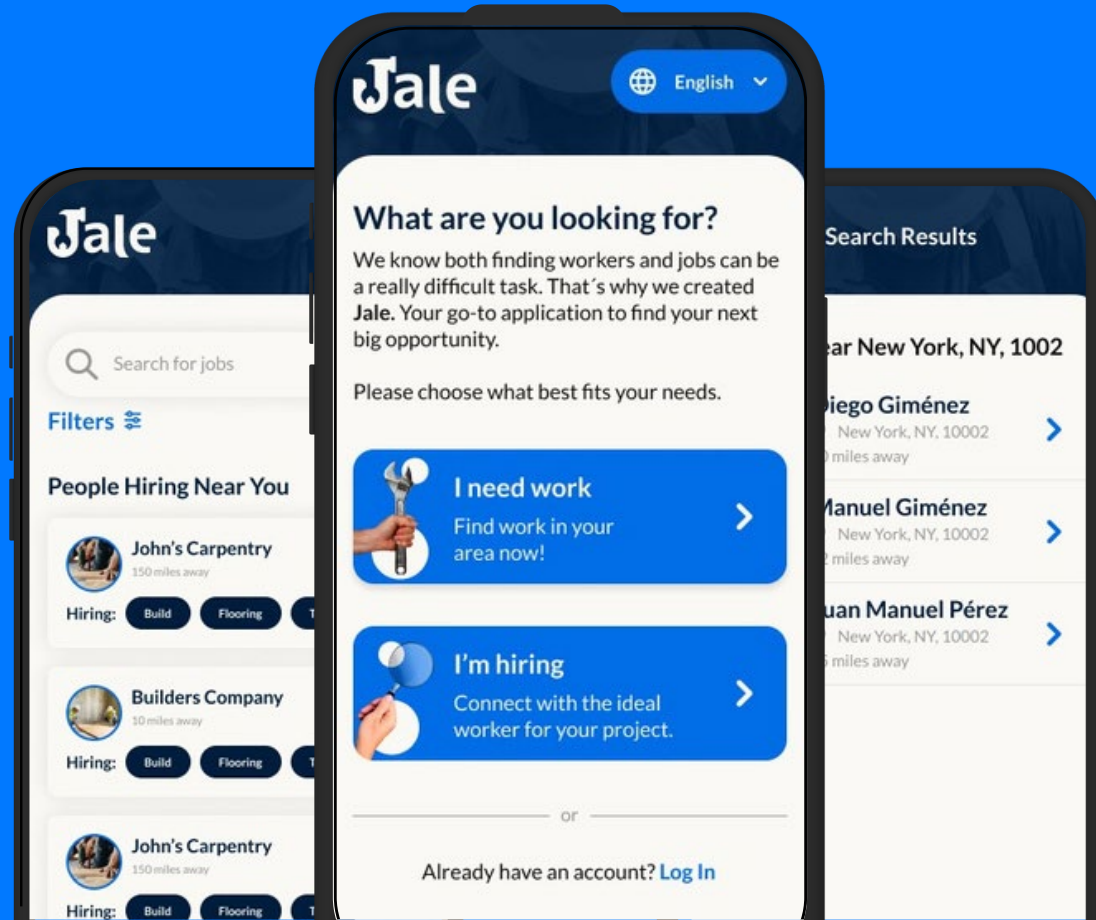 Jale
Search for jobs
Filters
People Hiring Near You
John's Carpentry
150 miles away
Hiring: Build Flooring
Builders Company
10 miles away
Hiring: Build Flooring
John's Carpentry
150 miles away
Hiring: Build Flooring
Jale
English
What are you looking for?
We know both finding workers and jobs can be
a really difficult task. That´s why we created
Jale. Your go-to application to find your next
big opportunity.
Please choose what best fits your needs.
I need work
Find work in your
area now!
I'm hiring
Connect with the ideal
worker for your project.
or
Already have an account? Log In
Search Results
New York, NY, 1002
Giménez
New York, NY, 10002
miles away
Giménez
New York, NY, 10002
miles away
Manuel Pérez
New York, NY, 10002
miles away